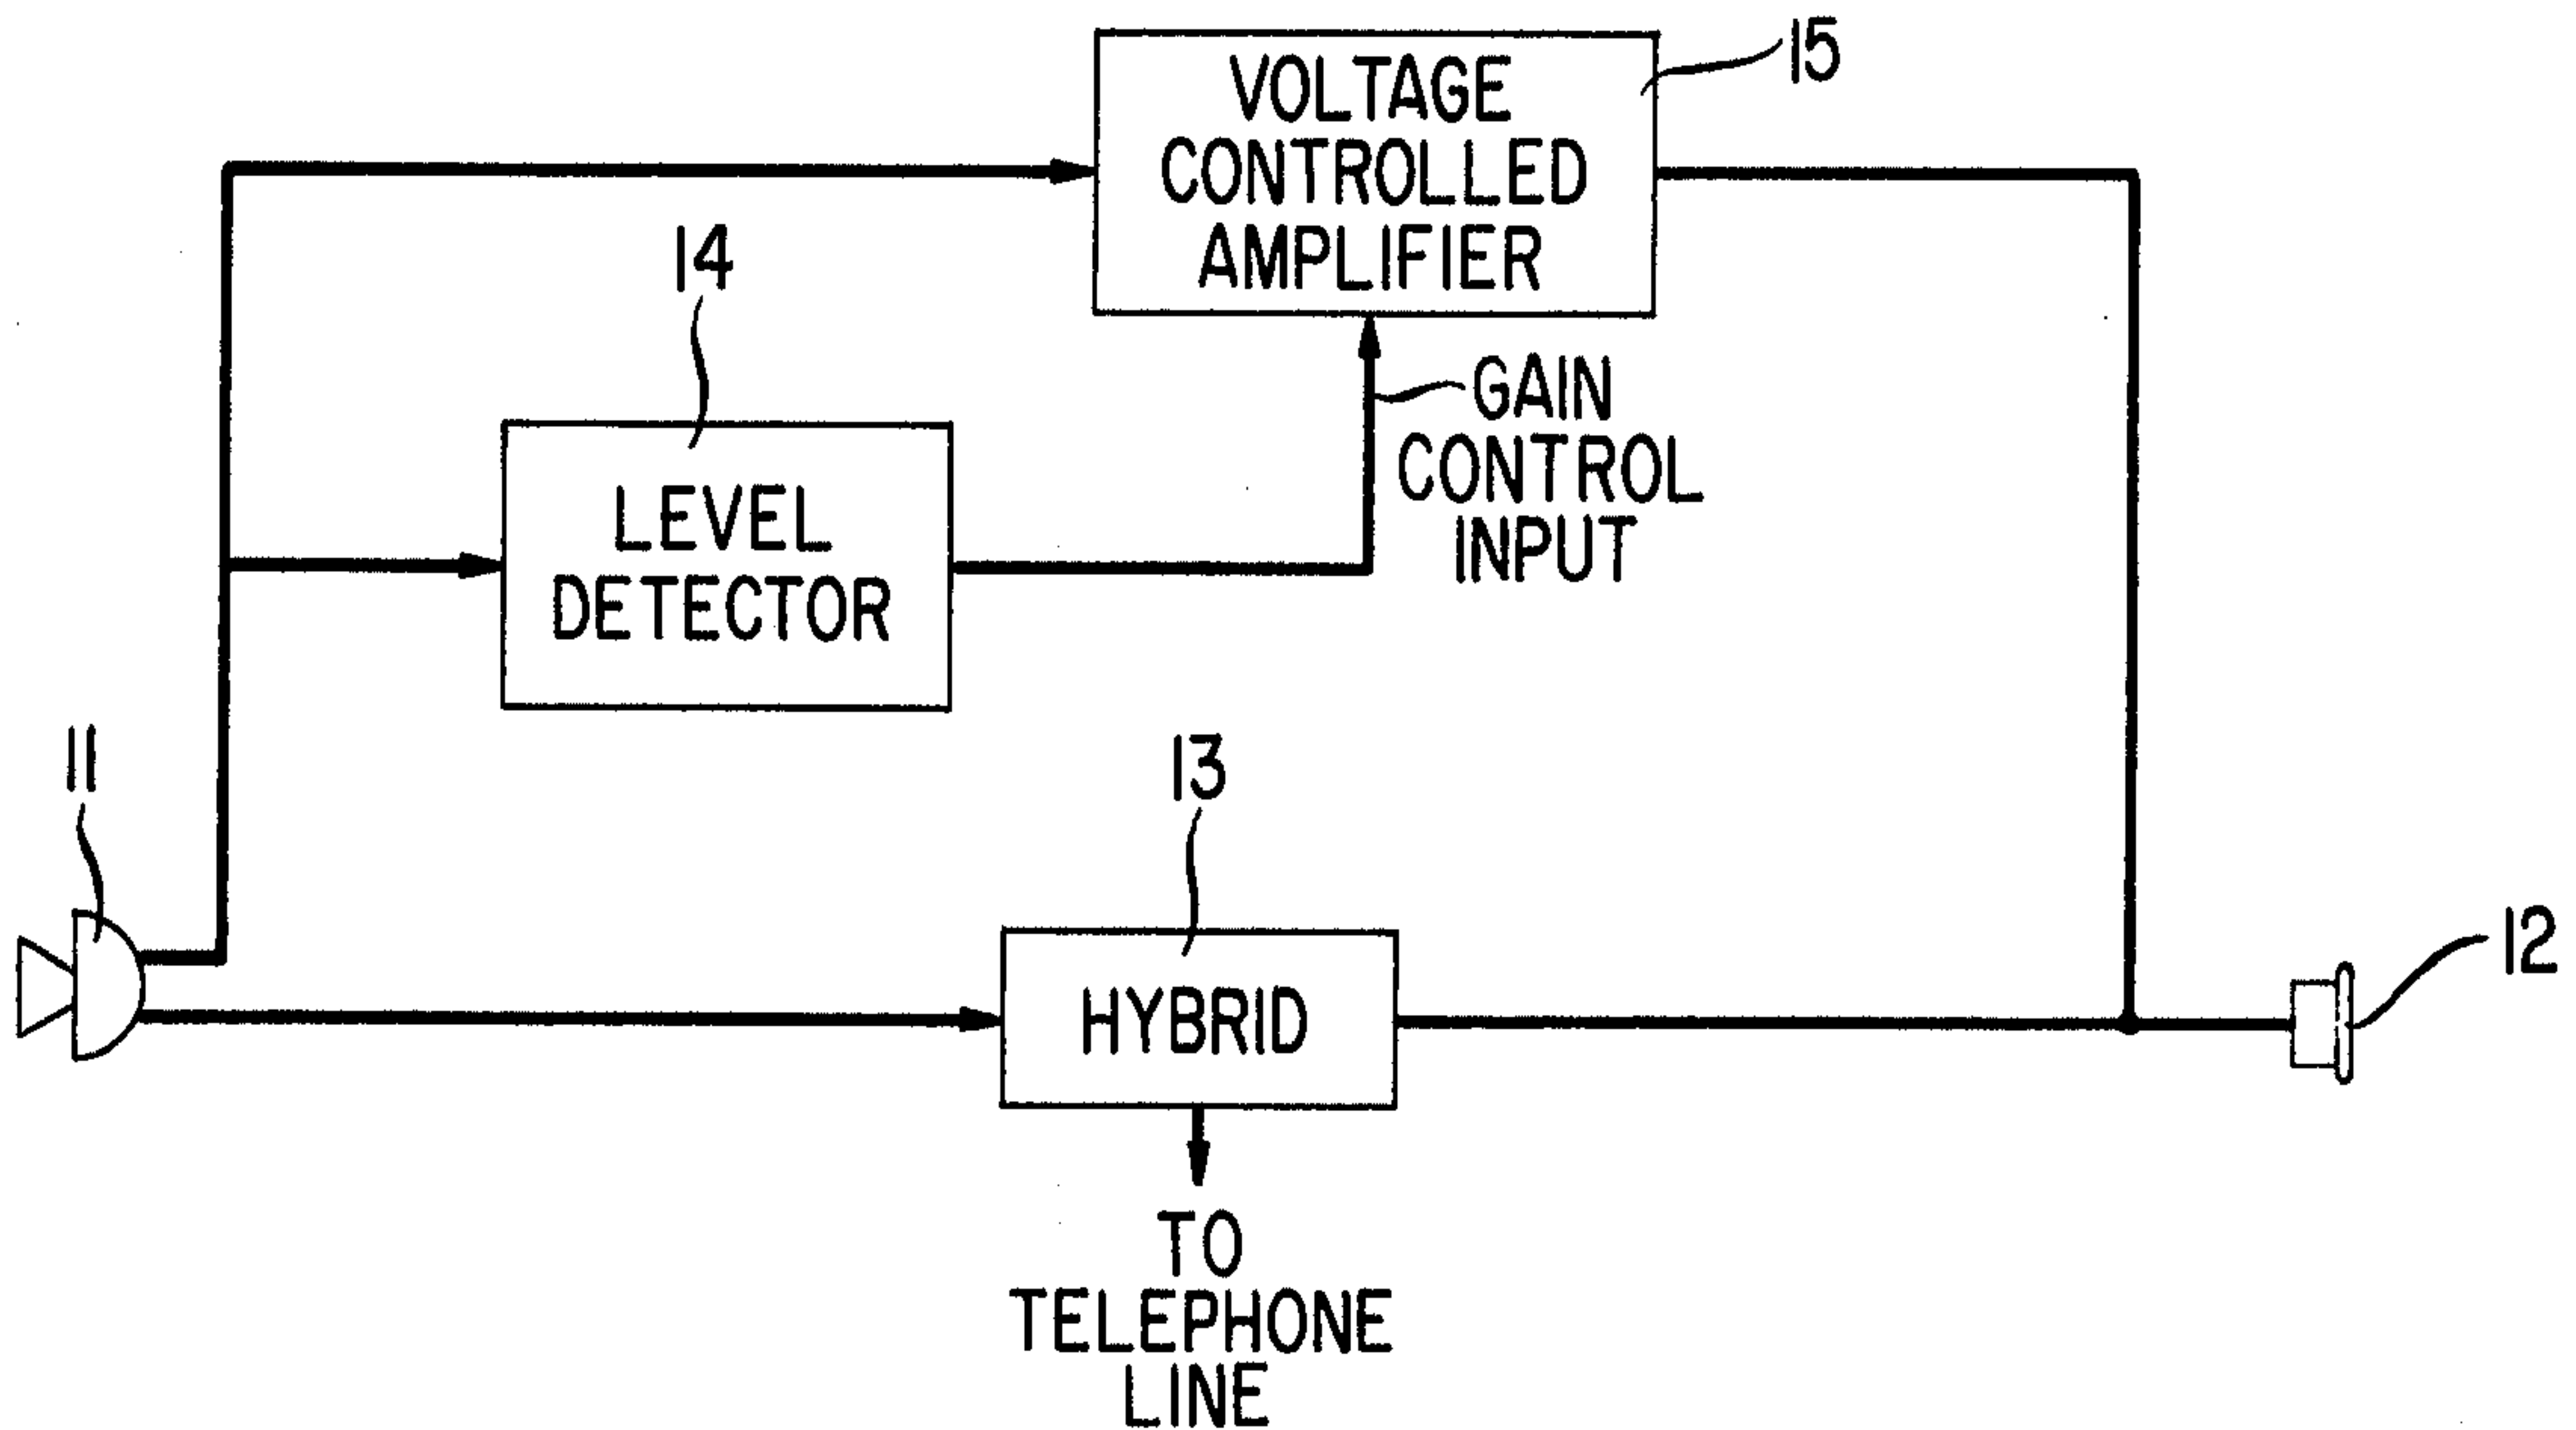 15
VOLTAGE
CONTROLLED
AMPLIFIER
14
GAIN
CONTROL
INPUT
LEVEL
DETECTOR
11
13
12
HYBRID
TO
TELEPHONE
LINE